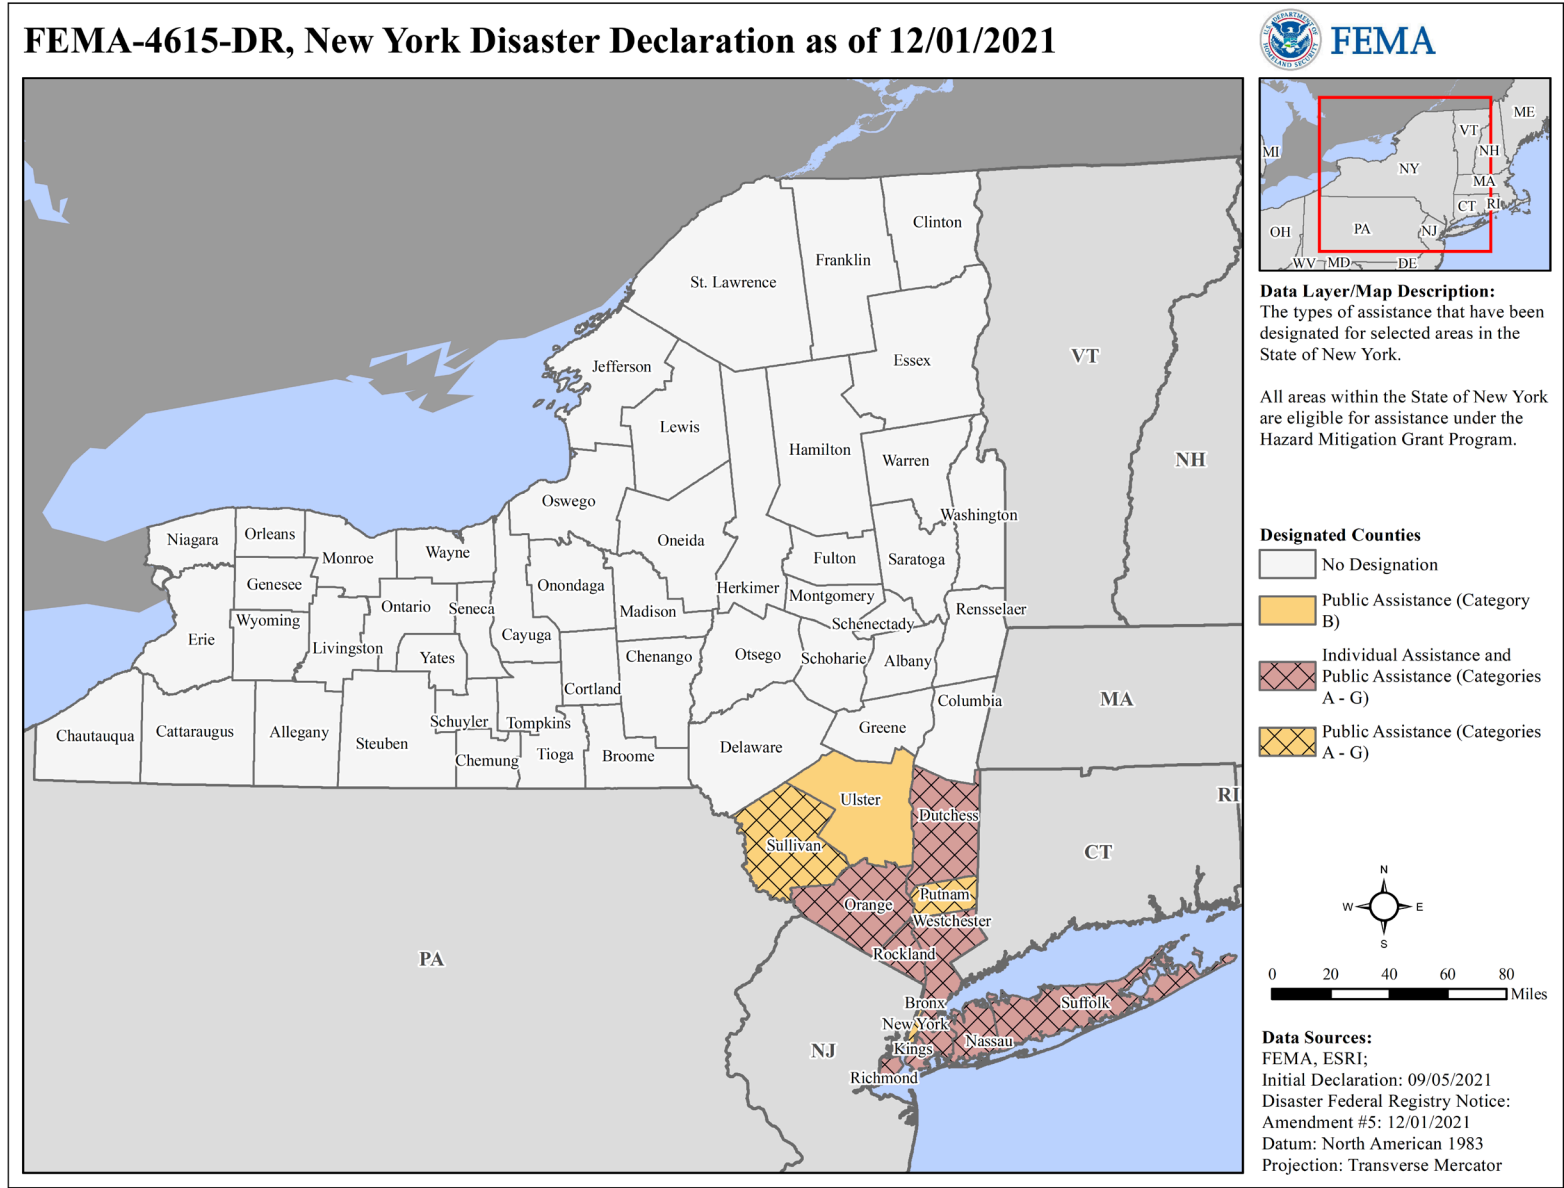 FEMA-4615-DR, New York Disaster Declaration as of 12/01/2021
U.S. DEPARTMENT OF HOMELAND SECURITY
FEMA
Clinton
Franklin
St. Lawrence
Essex
Jefferson
Lewis
Hamilton
Warren
Washington
Oswego
Oneida
Niagara
Orleans
Monroe
Wayne
Fulton
Saratoga
Genesee
Onondaga
Herkimer
Montgomery
Ontario
Seneca
Madison
Rensselaer
Wyoming
Schenectady
Erie
Cayuga
Livingston
Yates
Chenango
Otsego
Schoharie
Albany
Cortland
Columbia
Chautauqua
Cattaraugus
Allegany
Steuben
Schuyler
Tompkins
Greene
Chemung
Tioga
Broome
Delaware
Ulster
Dutchess
Sullivan
Putnam
Orange
Westchester
Rockland
Bronx
Suffolk
New York
Kings
Nassau
Richmond
VT
NH
MA
RI
CT
PA
NJ
ME
VT
MI
NH
NY
MA
CT
RI
OH
PA
NJ
WV
MD
DE
Data Layer/Map Description:
The types of assistance that have been
designated for selected areas in the
State of New York.
All areas within the State of New York
are eligible for assistance under the
Hazard Mitigation Grant Program.
Designated Counties
No Designation
Public Assistance (Category
B)
Individual Assistance and
Public Assistance (Categories
A - G)
Public Assistance (Categories
A - G)
N
W
E
S
0 20 40 60 80
Miles
Data Sources:
FEMA, ESRI;
Initial Declaration: 09/05/2021
Disaster Federal Registry Notice:
Amendment #5: 12/01/2021
Datum: North American 1983
Projection: Transverse Mercator